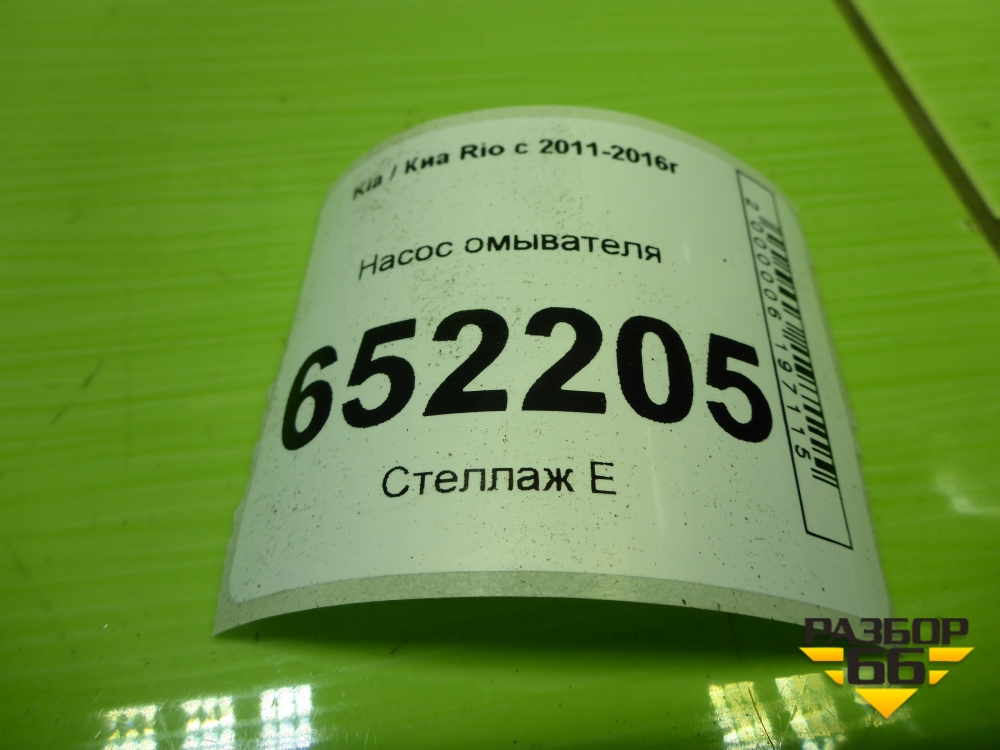 Kia / Киа Rio с 2011-2016г
Насос омывателя
652205
Стеллаж Е
2000006197115
РАЗБОР
66